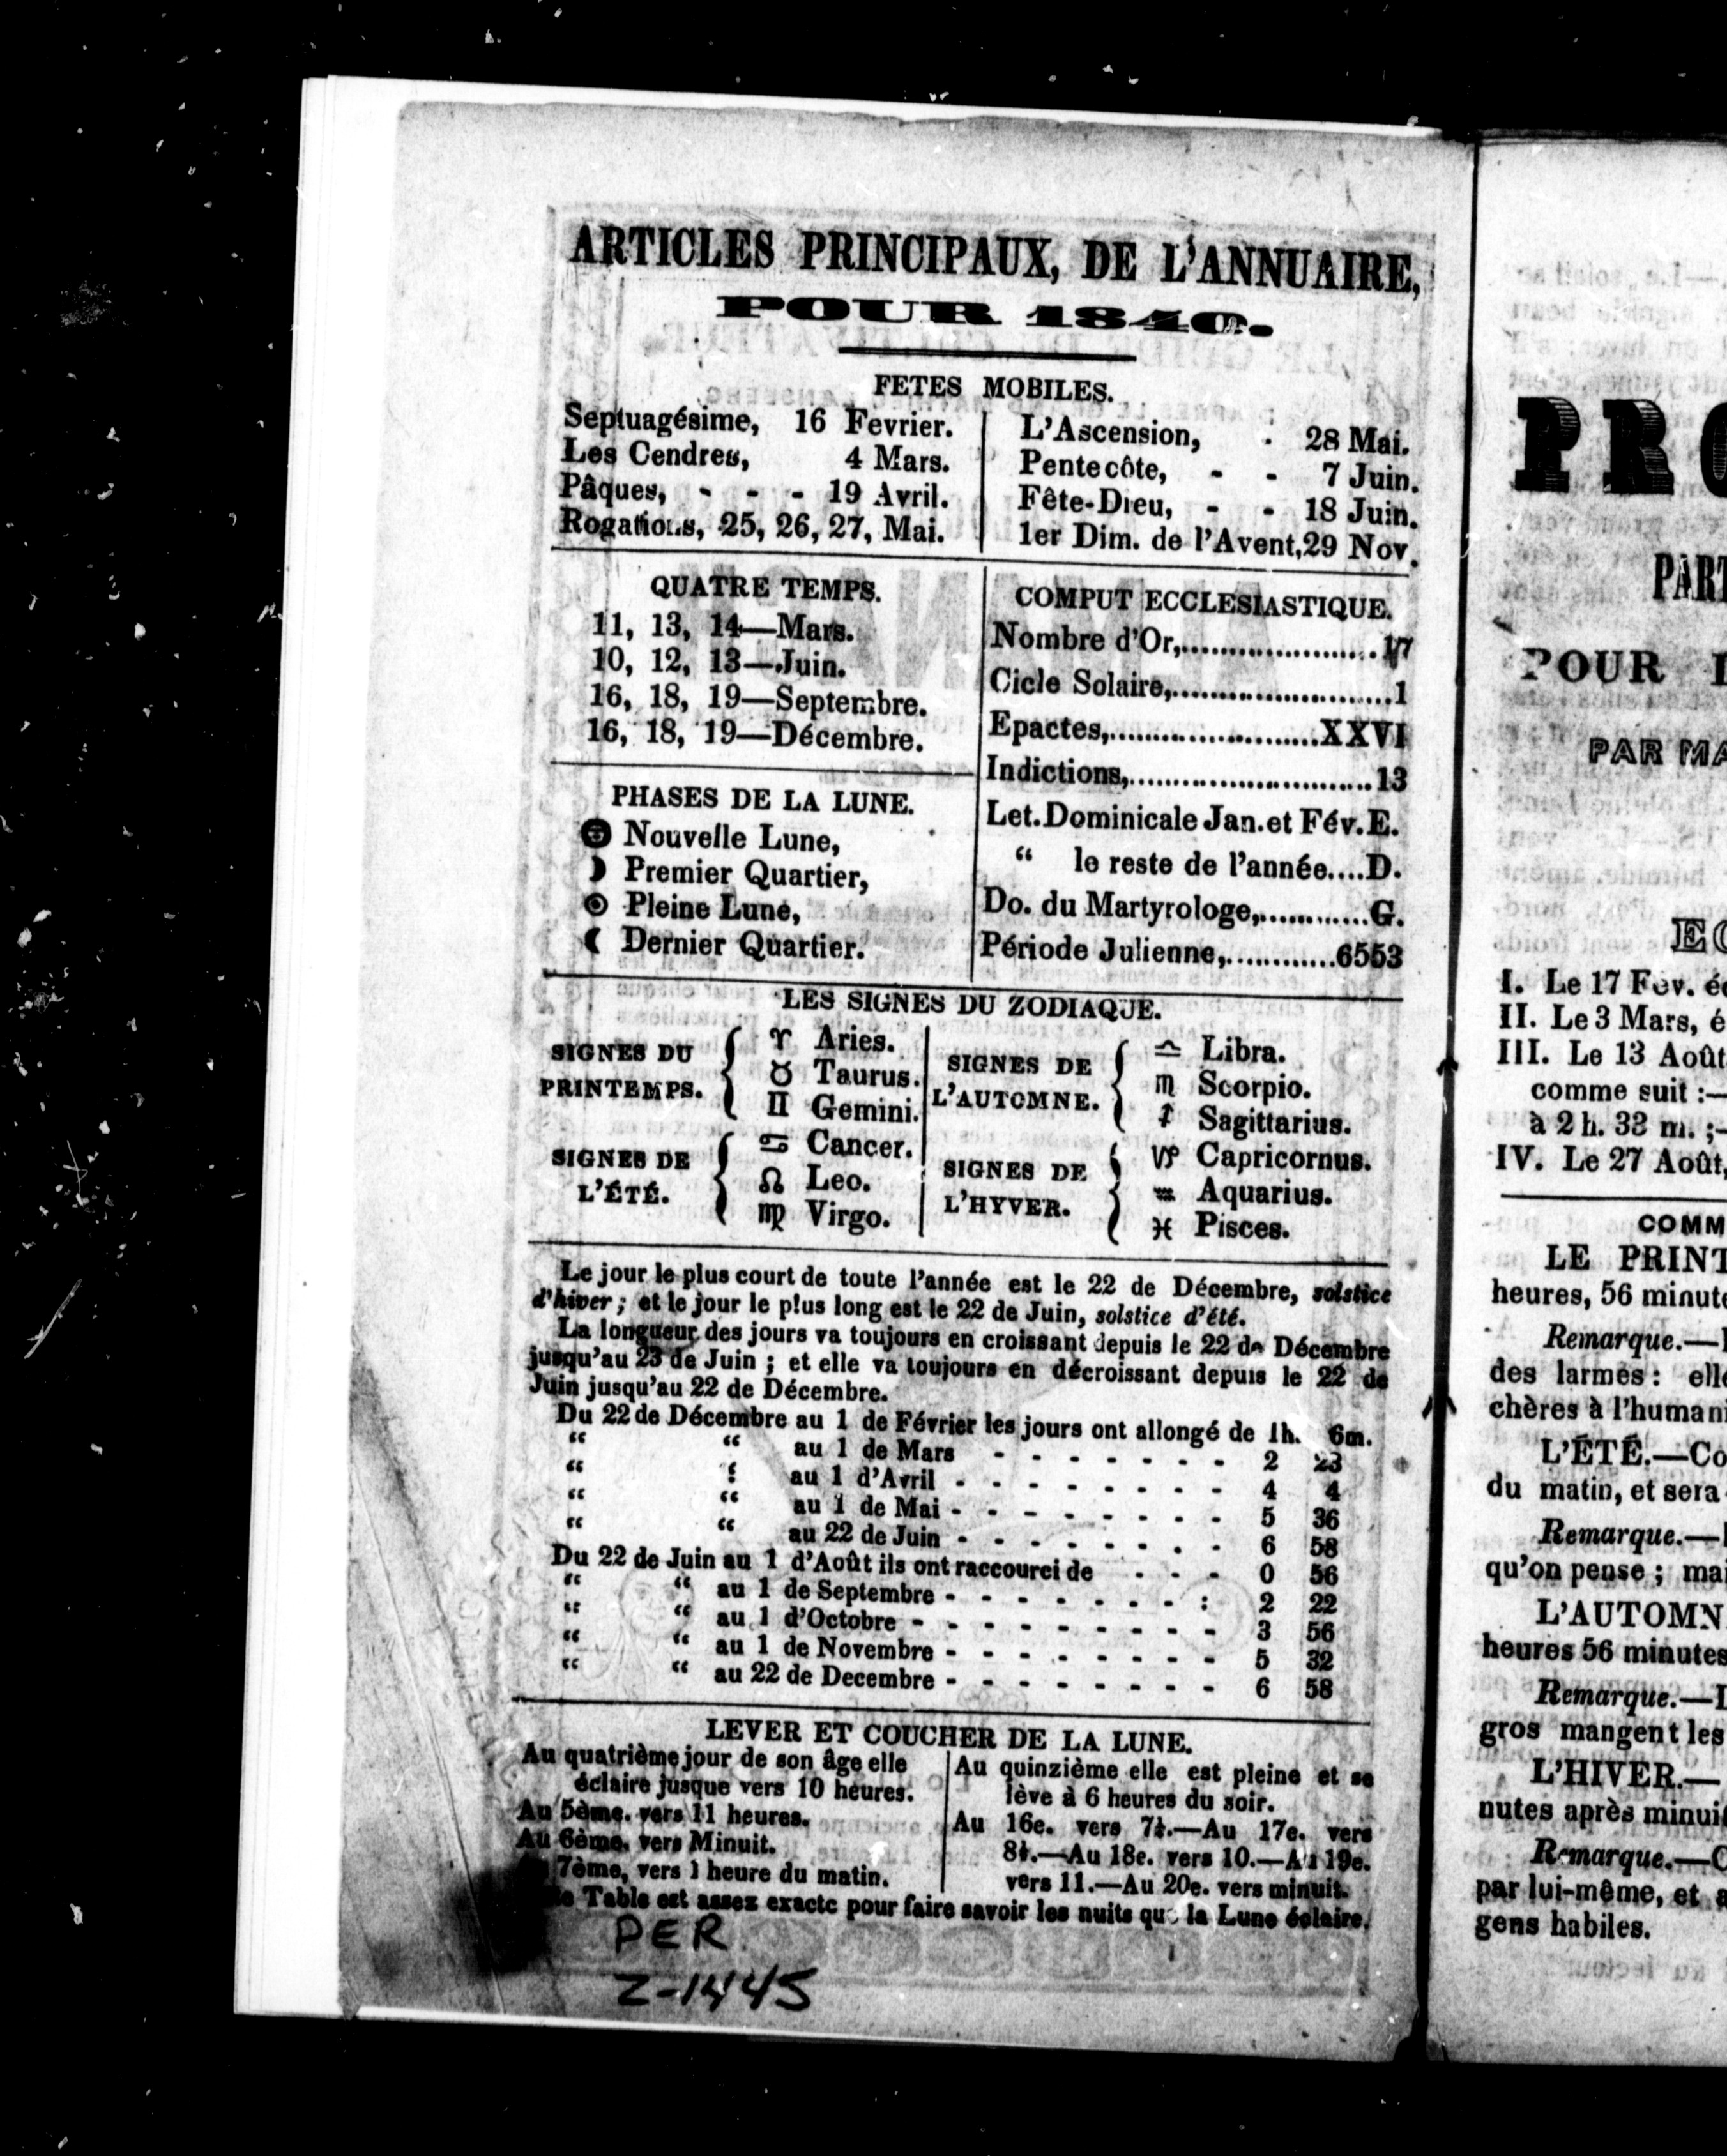 ARTICLES PRINCIPAUX, DE L'ANNUAIRE,
POUR 1840.
FETES MOBILES.
Septuagésime, 16 Fevrier.
Les Cendres, 4 Mars.
Pâques, - - - 19 Avril.
Rogations, 25, 26, 27, Mai.
L'Ascension, . 28 Mai.
Pentecôte, - - 7 Juin.
Fête-Dieu, - - 18 Juin.
1er Dim. de l'Avent, 29 Nov.
QUATRE TEMPS.
11, 13, 14—Mars.
10, 12, 13—Juin.
16, 18, 19—Septembre.
16, 18, 19—Décembre.
PHASES DE LA LUNE.
Nouvelle Lune,
☽ Premier Quartier,
☉ Pleine Lune,
☾ Dernier Quartier.
COMPUT ECCLESIASTIQUE.
Nombre d'Or,......................17
Cicle Solaire,........................1
Epactes,.......................XXVI
Indictions,...........................13
Let. Dominicale Jan. et Fév. E.
“ le reste de l'année....D.
Do. du Martyrologe,............G.
Période Julienne,............6553
LES SIGNES DU ZODIAQUE.
SIGNES DU
PRINTEMPS.
♈ Aries.
♉ Taurus.
♊ Gemini.
SIGNES DE
L'ÉTÉ.
♋ Cancer.
♌ Leo.
♍ Virgo.
SIGNES DE
L'AUTOMNE.
♎ Libra.
♏ Scorpio.
♐ Sagittarius.
SIGNES DE
L'HYVER.
♑ Capricornus.
♒ Aquarius.
♓ Pisces.
Le jour le plus court de toute l'année est le 22 de Décembre, solstice
d'hiver ; et le jour le plus long est le 22 de Juin, solstice d'été.
La longueur des jours va toujours en croissant depuis le 22 de Décembre
jusqu'au 23 de Juin ; et elle va toujours en décroissant depuis le 22 de
Juin jusqu'au 22 de Décembre.
Du 22 de Décembre au 1 de Février les jours ont allongé de 1h. 6m.
“ “ au 1 de Mars - - - - - - - 2 23
“ “ au 1 d'Avril - - - - - - - - 4 4
“ “ au 1 de Mai - - - - - - - - 5 36
“ “ au 22 de Juin - - - - - - - - 6 58
Du 22 de Juin au 1 d'Août ils ont raccourci de - - - 0 56
“ “ au 1 de Septembre - - - - - - - : 2 22
“ “ au 1 d'Octobre - - - - - - - - - 3 56
“ “ au 1 de Novembre - - - - - - - - 5 32
“ “ au 22 de Decembre - - - - - - - - 6 58
LEVER ET COUCHER DE LA LUNE.
Au quatrième jour de son âge elle
éclaire jusque vers 10 heures.
Au 5ème. vers 11 heures.
Au 6ème. vers Minuit.
7ème, vers 1 heure du matin.
Au quinzième elle est pleine et se
lève à 6 heures du soir.
Au 16e. vers 7½.—Au 17e. vers
8½.—Au 18e. vers 10.—Au 19e.
vers 11.—Au 20e. vers minuit.
Table est assez exacte pour faire savoir les nuits que la Lune éclaire.
PER
Z-1445
PRO
PART
POUR
PAR MA
I. Le 17 Fev.
II. Le 3 Mars,
III. Le 13 Août
comme suit :—
à 2 h. 33 m. ;—
IV. Le 27 Août,
COMM
LE PRINT
heures, 56 minute
Remarque.—
des larmes : elle
chères à l'humani
L'ÉTÉ.—Co
du matin, et sera
Remarque.—
qu'on pense ; mai
L'AUTOMN
heures 56 minutes
Remarque.—
gros mangent les
L'HIVER.—
nutes après minui
Remarque.—
par lui-même, et
gens habiles.